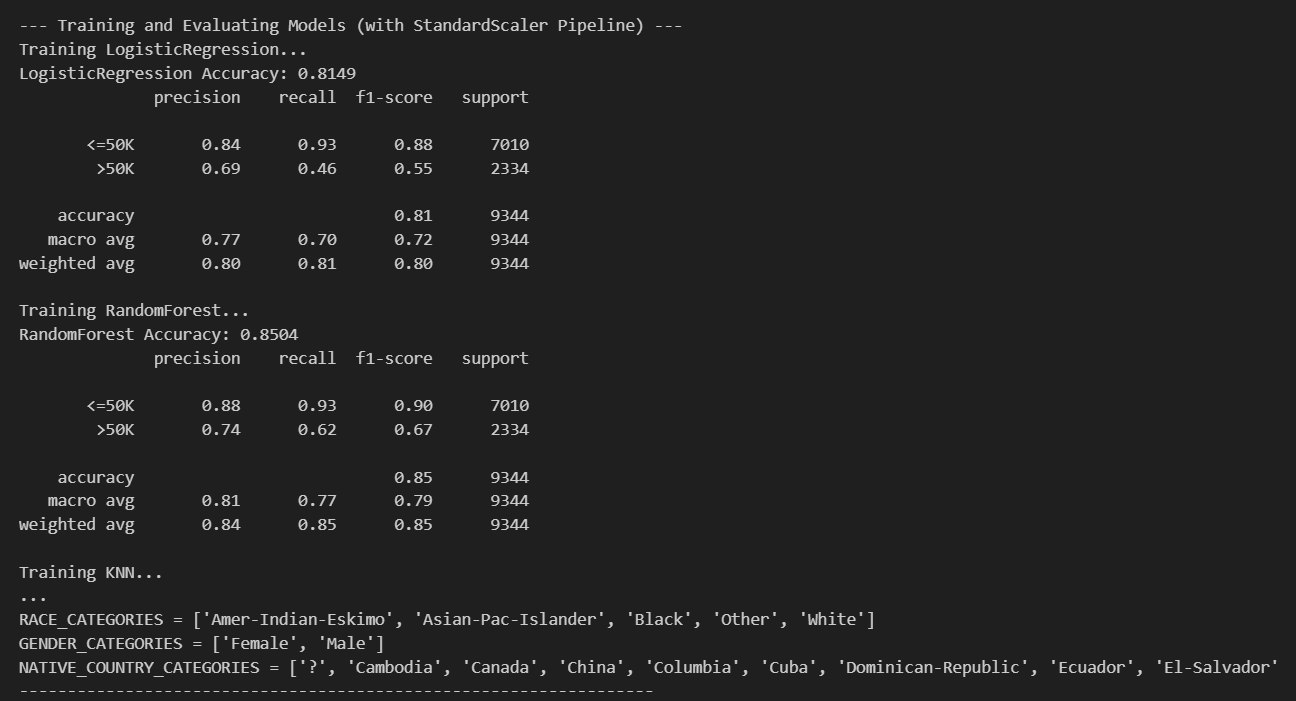 --- Training and Evaluating Models (with StandardScaler Pipeline) ---
Training LogisticRegression...
LogisticRegression Accuracy: 0.8149
              precision    recall  f1-score   support

       <=50K       0.84      0.93      0.88      7010
        >50K       0.69      0.46      0.55      2334

    accuracy                           0.81      9344
   macro avg       0.77      0.70      0.72      9344
weighted avg       0.80      0.81      0.80      9344

Training RandomForest...
RandomForest Accuracy: 0.8504
              precision    recall  f1-score   support

       <=50K       0.88      0.93      0.90      7010
        >50K       0.74      0.62      0.67      2334

    accuracy                           0.85      9344
   macro avg       0.81      0.77      0.79      9344
weighted avg       0.84      0.85      0.85      9344

Training KNN...
...
RACE_CATEGORIES = ['Amer-Indian-Eskimo', 'Asian-Pac-Islander', 'Black', 'Other', 'White']
GENDER_CATEGORIES = ['Female', 'Male']
NATIVE_COUNTRY_CATEGORIES = ['?', 'Cambodia', 'Canada', 'China', 'Columbia', 'Cuba', 'Dominican-Republic', 'Ecuador', 'El-Salvador'
------------------------------------------------------------------